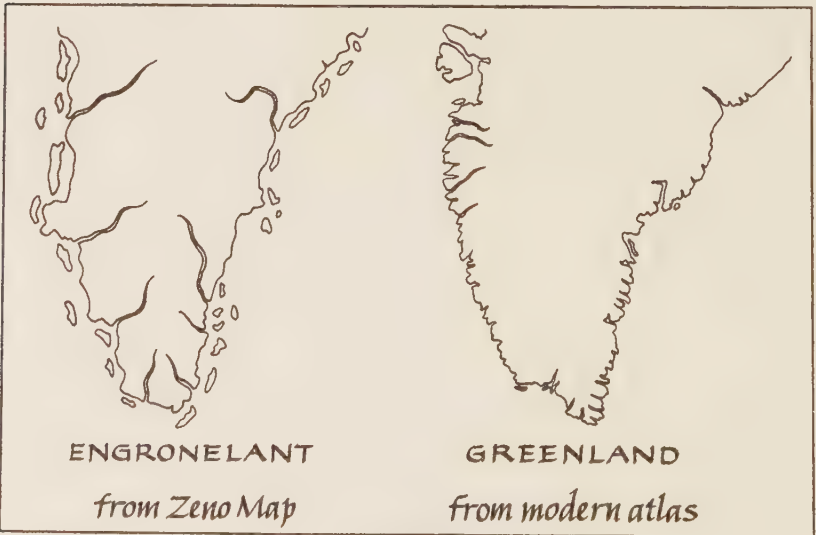 ENGRONELANT
from Zeno Map
GREENLAND
from modern atlas